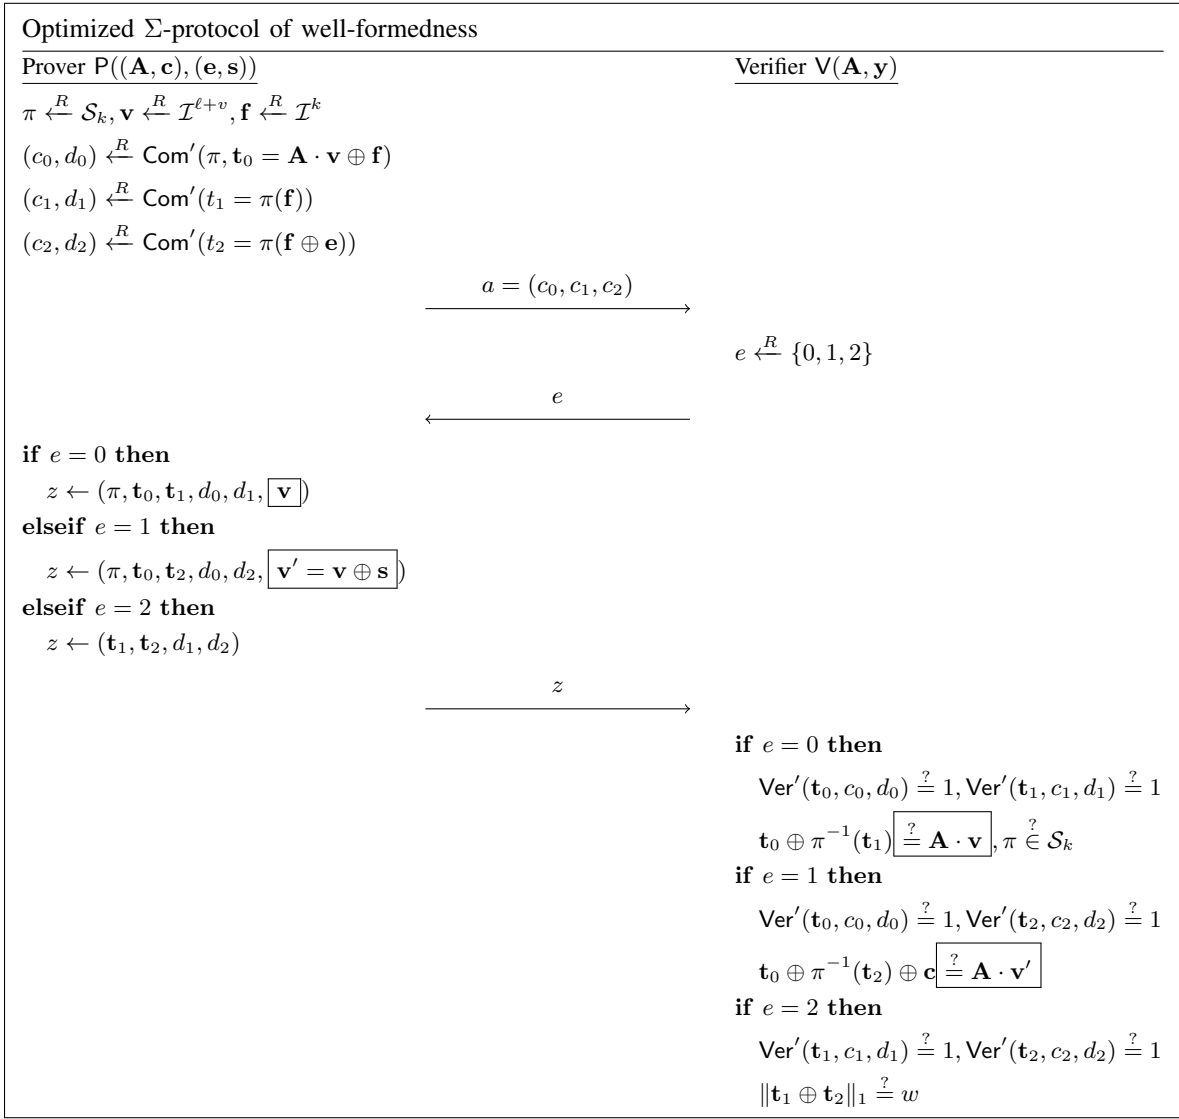 Optimized Σ-protocol of well-formedness
Prover P((A, c), (e, s)) Verifier V(A, y)
π ←R S_k, v ←R I^{ℓ+v}, f ←R I^k
(c_0, d_0) ←R Com′(π, t_0 = A · v ⊕ f)
(c_1, d_1) ←R Com′(t_1 = π(f))
(c_2, d_2) ←R Com′(t_2 = π(f ⊕ e))
a = (c_0, c_1, c_2)
e ←R {0, 1, 2}
e
if e = 0 then
z ← (π, t_0, t_1, d_0, d_1, v)
elseif e = 1 then
z ← (π, t_0, t_2, d_0, d_2, v′ = v ⊕ s)
elseif e = 2 then
z ← (t_1, t_2, d_1, d_2)
z
if e = 0 then
Ver′(t_0, c_0, d_0) ≟ 1, Ver′(t_1, c_1, d_1) ≟ 1
t_0 ⊕ π^{−1}(t_1) ≟ A · v, π ∈? S_k
if e = 1 then
Ver′(t_0, c_0, d_0) ≟ 1, Ver′(t_2, c_2, d_2) ≟ 1
t_0 ⊕ π^{−1}(t_2) ⊕ c ≟ A · v′
if e = 2 then
Ver′(t_1, c_1, d_1) ≟ 1, Ver′(t_2, c_2, d_2) ≟ 1
‖t_1 ⊕ t_2‖_1 ≟ w